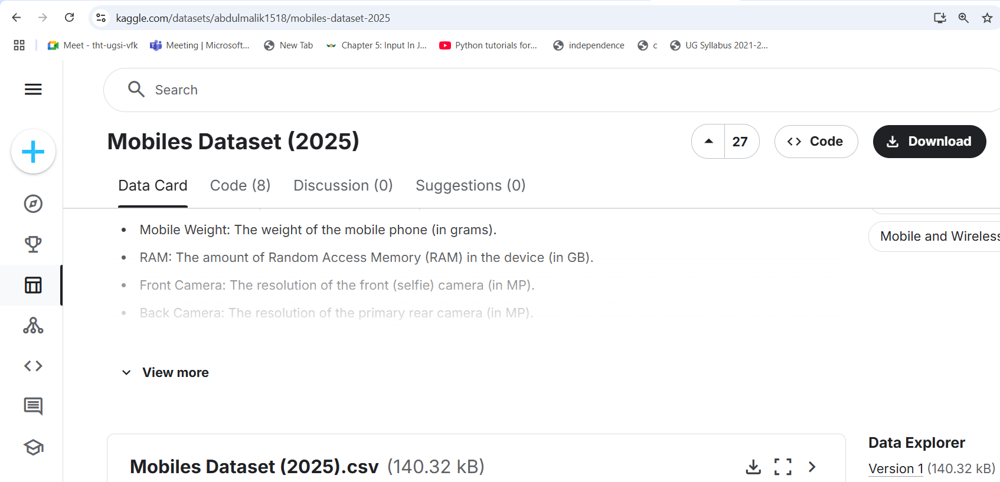 kaggle.com/datasets/abdulmalik1518/mobiles-dataset-2025
Meet - tht-ugsi-vfk
Meeting | Microsoft...
New Tab
Chapter 5: Input In J...
Python tutorials for...
independence
c
UG Syllabus 2021-2...
Search
Mobiles Dataset (2025)
27
Code
Download
Data Card
Code (8)
Discussion (0)
Suggestions (0)
• Mobile Weight: The weight of the mobile phone (in grams).
• RAM: The amount of Random Access Memory (RAM) in the device (in GB).
• Front Camera: The resolution of the front (selfie) camera (in MP).
• Back Camera: The resolution of the primary rear camera (in MP).
Mobile and Wireless
View more
Mobiles Dataset (2025).csv (140.32 kB)
Data Explorer
Version 1 (140.32 kB)